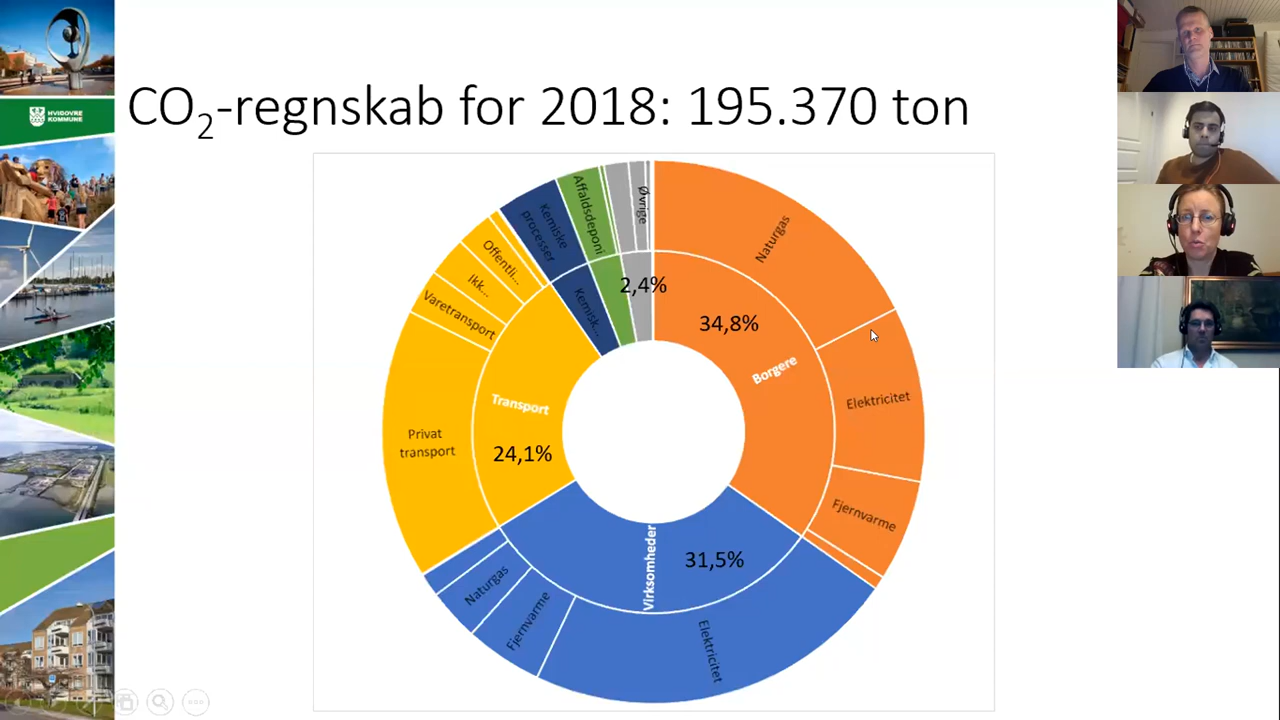 HVIDOVRE
KOMMUNE
CO2-regnskab for 2018: 195.370 ton
Naturgas
Elektricitet
Fjernvarme
34,8%
Borgere
Elektricitet
Fjernvarme
Naturgas
Virksomheder
31,5%
Privat
transport
Varetransport
Ikk...
Offentli...
Transport
24,1%
Kemiske
processer
Kemisk...
Affaldsdeponi
Øvrige
2,4%